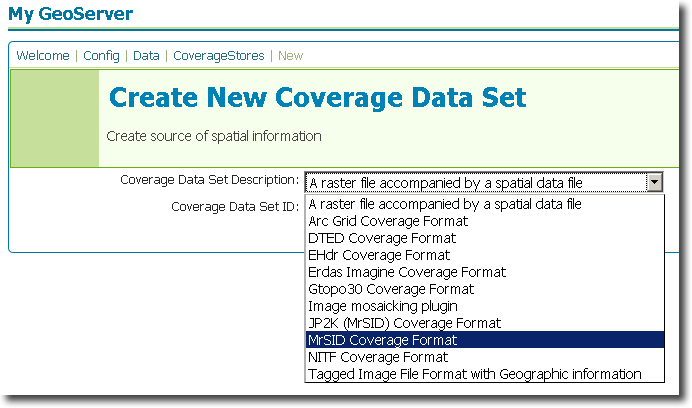 My GeoServer
Welcome | Config | Data | CoverageStores | New
Create New Coverage Data Set
Create source of spatial information
Coverage Data Set Description: A raster file accompanied by a spatial data file
Coverage Data Set ID:
A raster file accompanied by a spatial data file
Arc Grid Coverage Format
DTED Coverage Format
EHdr Coverage Format
Erdas Imagine Coverage Format
Gtopo30 Coverage Format
Image mosaicking plugin
JP2K (MrSID) Coverage Format
MrSID Coverage Format
NITF Coverage Format
Tagged Image File Format with Geographic information